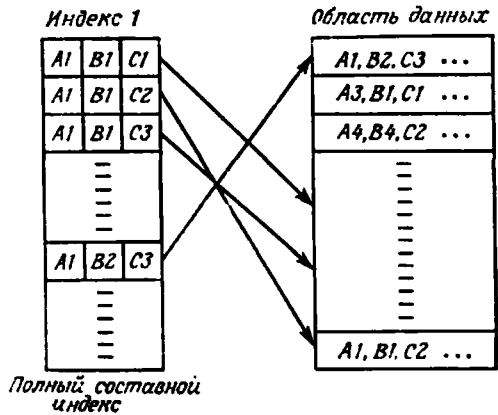 Индекс 1
Область данных
A1 B1 C1
A1, B2, C3 ...
A1 B1 C2
A3, B1, C1 ...
A1 B1 C3
A4, B4, C2 ...
A1 B2 C3
A1, B1, C2 ...
Полный составной
индекс